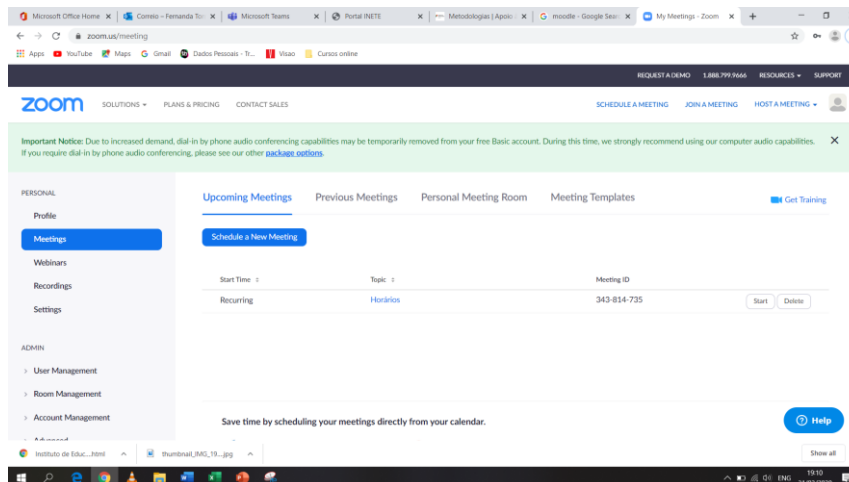 Microsoft Office Home
Correio – Fernanda To
Microsoft Teams
Portal INETE
Metodologias | Apoio
moodle - Google Sear
My Meetings - Zoom
zoom.us/meeting
Apps
YouTube
Maps
Gmail
Dados Pessoais - Tr...
Visao
Cursos online
REQUEST A DEMO
1.888.799.9666
RESOURCES
SUPPORT
zoom
SOLUTIONS
PLANS & PRICING
CONTACT SALES
SCHEDULE A MEETING
JOIN A MEETING
HOST A MEETING
Important Notice: Due to increased demand, dial-in by phone audio conferencing capabilities may be temporarily removed from your free Basic account. During this time, we strongly recommend using our computer audio capabilities.
If you require dial-in by phone audio conferencing, please see our other package options.
PERSONAL
Profile
Meetings
Webinars
Recordings
Settings
ADMIN
User Management
Room Management
Account Management
Upcoming Meetings
Previous Meetings
Personal Meeting Room
Meeting Templates
Get Training
Schedule a New Meeting
Start Time
Topic
Meeting ID
Recurring
Horários
343-814-735
Start
Delete
Save time by scheduling your meetings directly from your calendar.
Help
Instituto de Educ....html
thumbnail_IMG_19....jpg
Show all
ENG
19:10